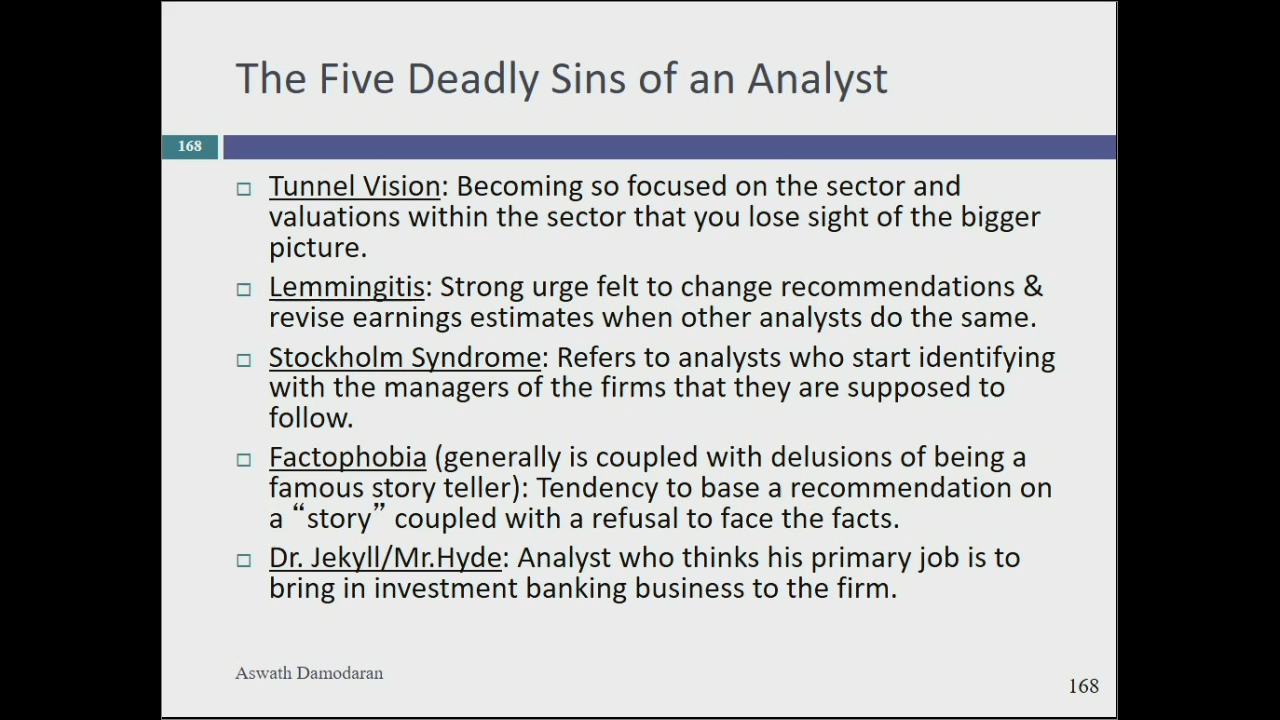 The Five Deadly Sins of an Analyst
168
Tunnel Vision: Becoming so focused on the sector and
valuations within the sector that you lose sight of the bigger
picture.
Lemmingitis: Strong urge felt to change recommendations &
revise earnings estimates when other analysts do the same.
Stockholm Syndrome: Refers to analysts who start identifying
with the managers of the firms that they are supposed to
follow.
Factophobia (generally is coupled with delusions of being a
famous story teller): Tendency to base a recommendation on
a “story” coupled with a refusal to face the facts.
Dr. Jekyll/Mr.Hyde: Analyst who thinks his primary job is to
bring in investment banking business to the firm.
Aswath Damodaran
168